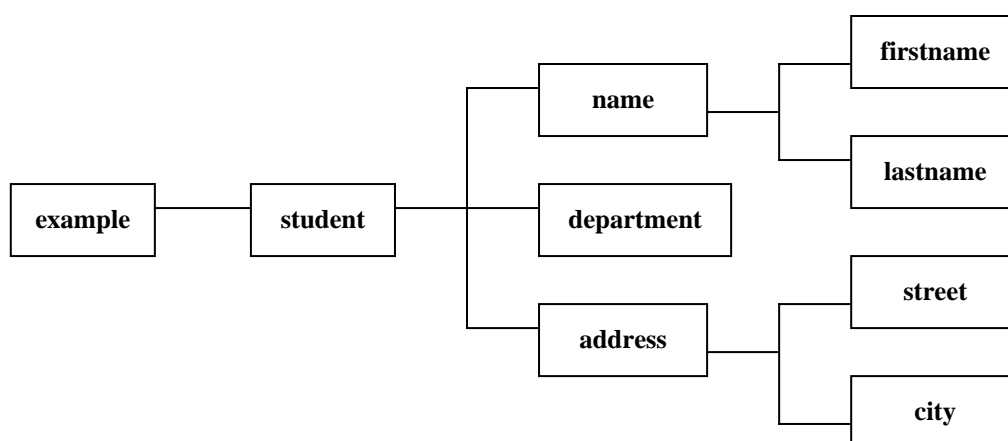 firstname
name
lastname
example
student
department
street
address
city